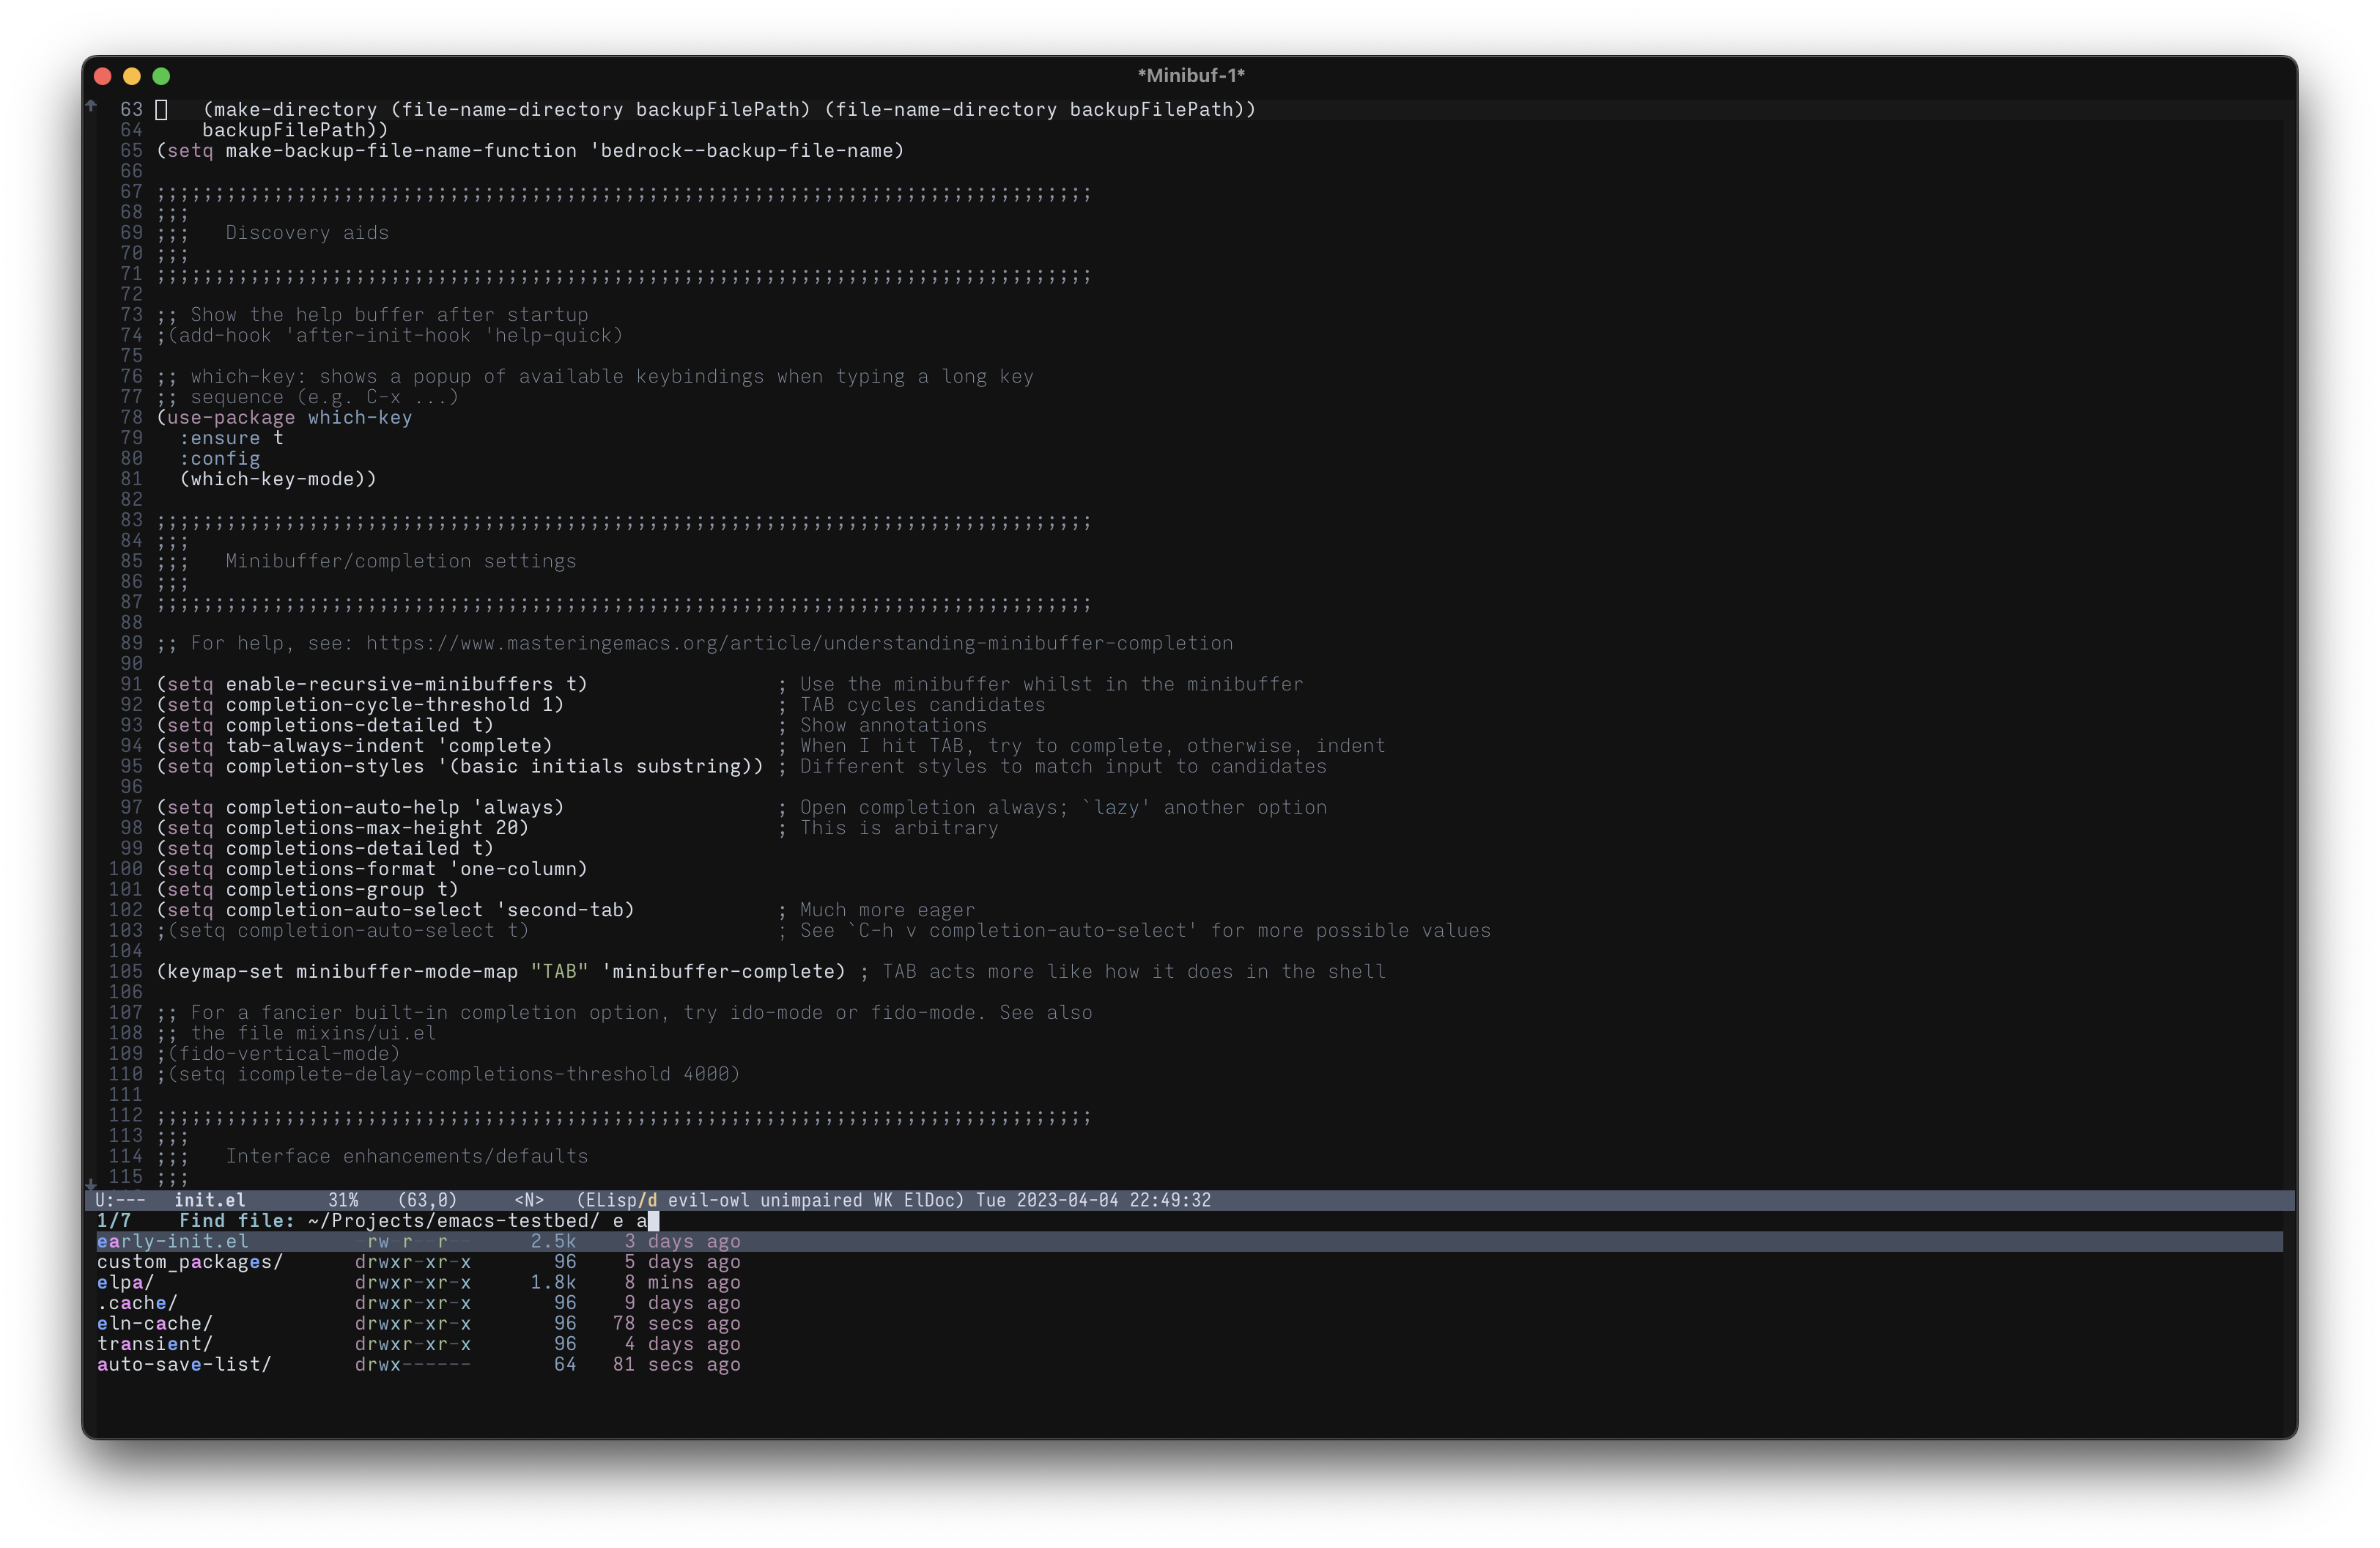 *Minibuf-1*
63     (make-directory (file-name-directory backupFilePath) (file-name-directory backupFilePath))
64     backupFilePath))
65 (setq make-backup-file-name-function 'bedrock--backup-file-name)
66
67 ;;;;;;;;;;;;;;;;;;;;;;;;;;;;;;;;;;;;;;;;;;;;;;;;;;;;;;;;;;;;;;;;;;;;;;;;;;;;;;;;
68 ;;;
69 ;;;   Discovery aids
70 ;;;
71 ;;;;;;;;;;;;;;;;;;;;;;;;;;;;;;;;;;;;;;;;;;;;;;;;;;;;;;;;;;;;;;;;;;;;;;;;;;;;;;;;
72
73 ;; Show the help buffer after startup
74 ;(add-hook 'after-init-hook 'help-quick)
75
76 ;; which-key: shows a popup of available keybindings when typing a long key
77 ;; sequence (e.g. C-x ...)
78 (use-package which-key
79   :ensure t
80   :config
81   (which-key-mode))
82
83 ;;;;;;;;;;;;;;;;;;;;;;;;;;;;;;;;;;;;;;;;;;;;;;;;;;;;;;;;;;;;;;;;;;;;;;;;;;;;;;;;
84 ;;;
85 ;;;   Minibuffer/completion settings
86 ;;;
87 ;;;;;;;;;;;;;;;;;;;;;;;;;;;;;;;;;;;;;;;;;;;;;;;;;;;;;;;;;;;;;;;;;;;;;;;;;;;;;;;;
88
89 ;; For help, see: https://www.masteringemacs.org/article/understanding-minibuffer-completion
90
91 (setq enable-recursive-minibuffers t)                ; Use the minibuffer whilst in the minibuffer
92 (setq completion-cycle-threshold 1)                  ; TAB cycles candidates
93 (setq completions-detailed t)                        ; Show annotations
94 (setq tab-always-indent 'complete)                   ; When I hit TAB, try to complete, otherwise, indent
95 (setq completion-styles '(basic initials substring)) ; Different styles to match input to candidates
96
97 (setq completion-auto-help 'always)                  ; Open completion always; `lazy' another option
98 (setq completions-max-height 20)                     ; This is arbitrary
99 (setq completions-detailed t)
100 (setq completions-format 'one-column)
101 (setq completions-group t)
102 (setq completion-auto-select 'second-tab)            ; Much more eager
103 ;(setq completion-auto-select t)                     ; See `C-h v completion-auto-select' for more possible values
104
105 (keymap-set minibuffer-mode-map "TAB" 'minibuffer-complete) ; TAB acts more like how it does in the shell
106
107 ;; For a fancier built-in completion option, try ido-mode or fido-mode. See also
108 ;; the file mixins/ui.el
109 ;(fido-vertical-mode)
110 ;(setq icomplete-delay-completions-threshold 4000)
111
112 ;;;;;;;;;;;;;;;;;;;;;;;;;;;;;;;;;;;;;;;;;;;;;;;;;;;;;;;;;;;;;;;;;;;;;;;;;;;;;;;;
113 ;;;
114 ;;;   Interface enhancements/defaults
115 ;;;
U:---  init.el       31%   (63,0)     <N>   (ELisp/d evil-owl unimpaired WK ElDoc) Tue 2023-04-04 22:49:32
1/7    Find file: ~/Projects/emacs-testbed/ e a
early-init.el         -rw-r--r--     2.5k    3 days ago
custom_packages/      drwxr-xr-x       96    5 days ago
elpa/                 drwxr-xr-x     1.8k    8 mins ago
.cache/               drwxr-xr-x       96    9 days ago
eln-cache/            drwxr-xr-x       96   78 secs ago
transient/            drwxr-xr-x       96    4 days ago
auto-save-list/       drwx------       64   81 secs ago